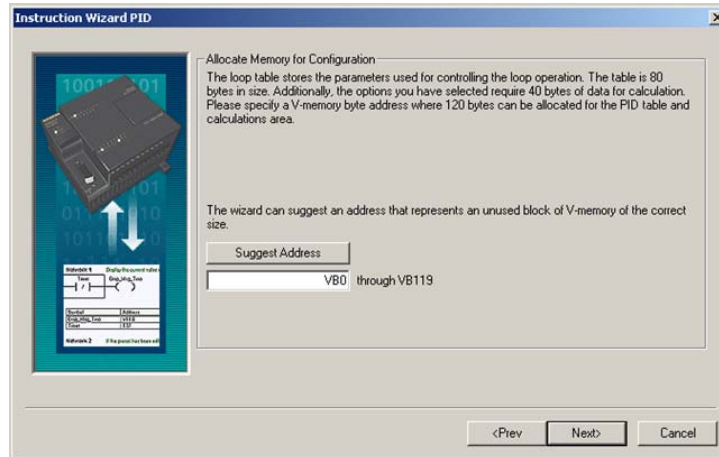 Instruction Wizard PID
Allocate Memory for Configuration
The loop table stores the parameters used for controlling the loop operation. The table is 80
bytes in size. Additionally, the options you have selected require 40 bytes of data for calculation.
Please specify a V-memory byte address where 120 bytes can be allocated for the PID table and
calculations area.
The wizard can suggest an address that represents an unused block of V-memory of the correct
size.
Suggest Address
VB0 through VB119
Network 1
Network 2
<Prev Next> Cancel